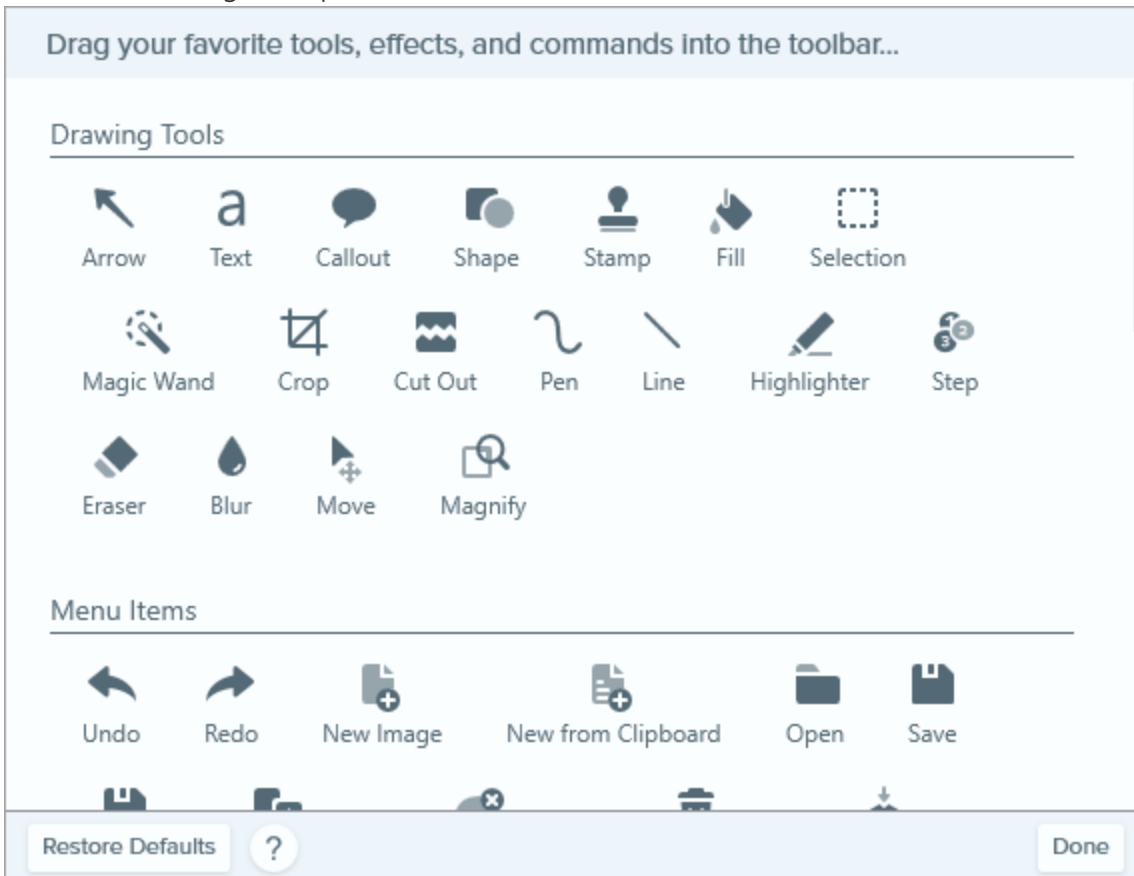 Drag your favorite tools, effects, and commands into the toolbar...
Drawing Tools
Arrow Text Callout Shape Stamp Fill Selection
Magic Wand Crop Cut Out Pen Line Highlighter Step
Eraser Blur Move Magnify
Menu Items
Undo Redo New Image New from Clipboard Open Save
Restore Defaults ? Done